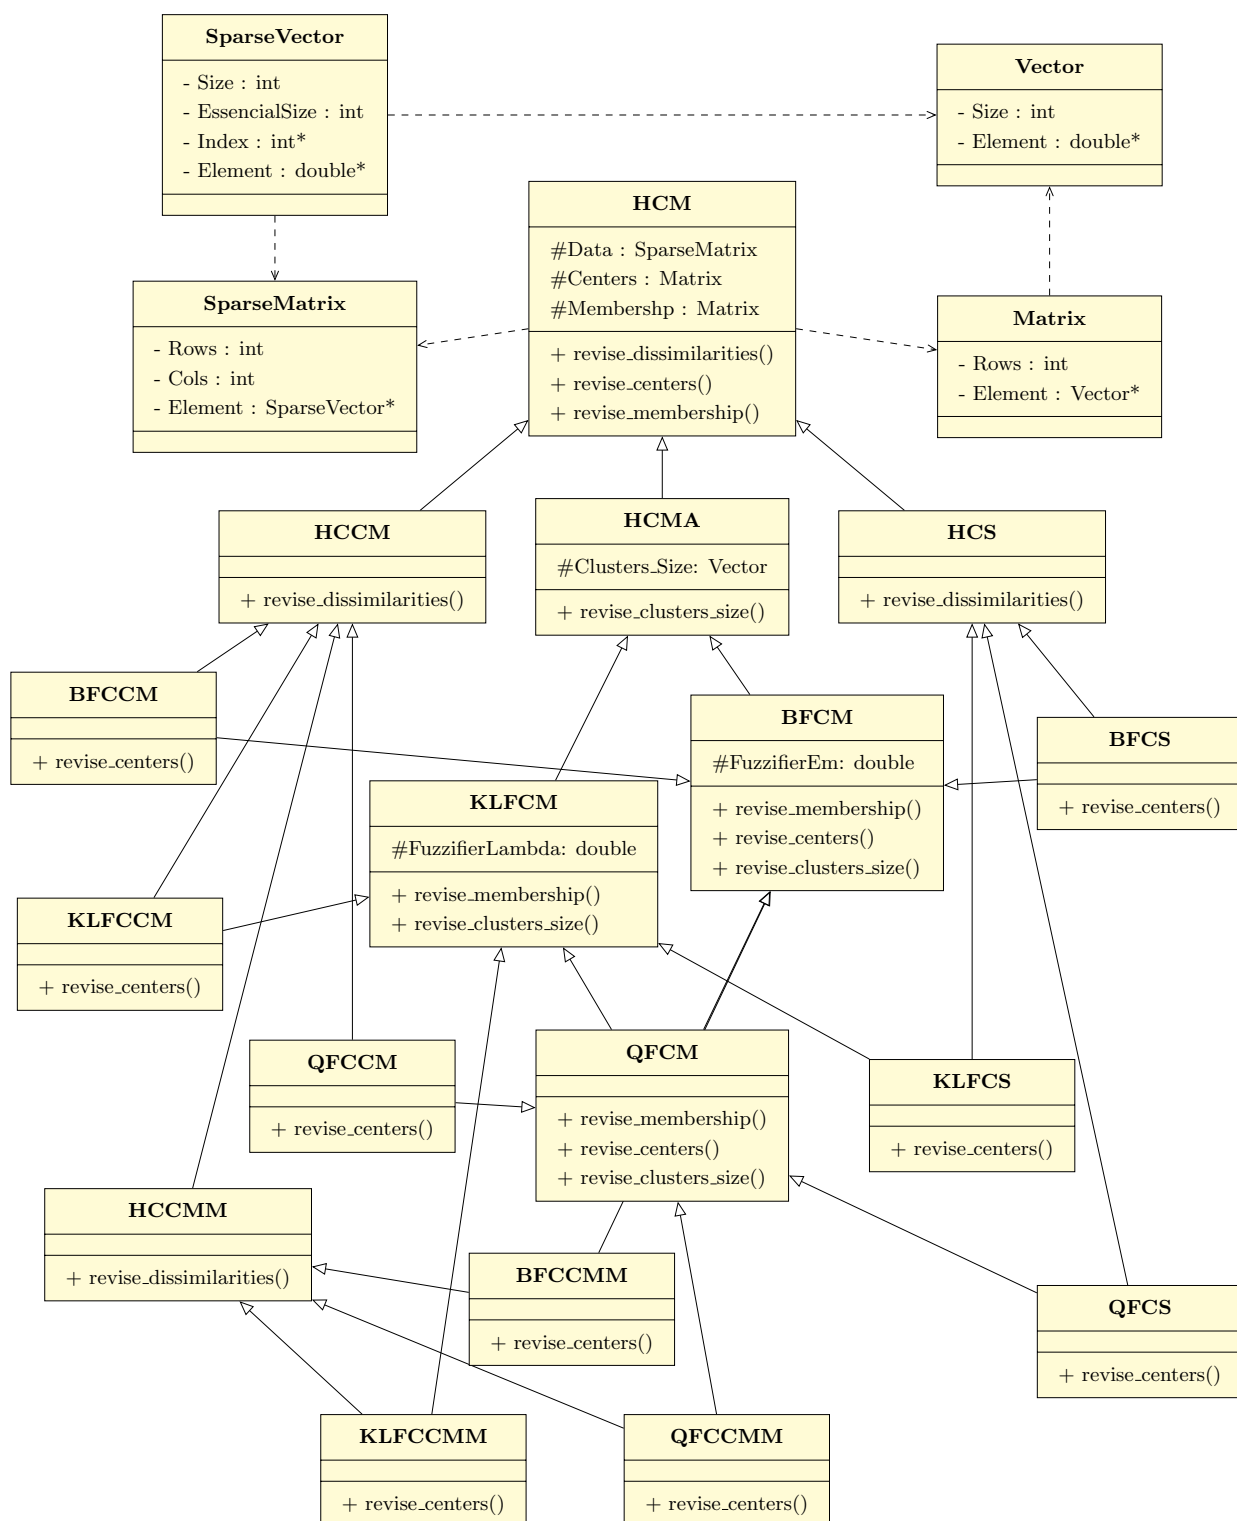 SparseVector
- Size : int
- EssencialSize : int
- Index : int*
- Element : double*
Vector
- Size : int
- Element : double*
HCM
#Data : SparseMatrix
#Centers : Matrix
#Membershp : Matrix
+ revise_dissimilarities()
+ revise_centers()
+ revise_membership()
SparseMatrix
- Rows : int
- Cols : int
- Element : SparseVector*
Matrix
- Rows : int
- Element : Vector*
HCCM
+ revise_dissimilarities()
HCMA
#Clusters_Size: Vector
+ revise_clusters_size()
HCS
+ revise_dissimilarities()
BFCCM
+ revise_centers()
BFCM
#FuzzifierEm: double
+ revise_membership()
+ revise_centers()
+ revise_clusters_size()
BFCS
+ revise_centers()
KLFCM
#FuzzifierLambda: double
+ revise_membership()
+ revise_clusters_size()
KLFCCM
+ revise_centers()
QFCCM
+ revise_centers()
QFCM
+ revise_membership()
+ revise_centers()
+ revise_clusters_size()
KLFCS
+ revise_centers()
HCCMM
+ revise_dissimilarities()
BFCCMM
+ revise_centers()
QFCS
+ revise_centers()
KLFCCMM
+ revise_centers()
QFCCMM
+ revise_centers()